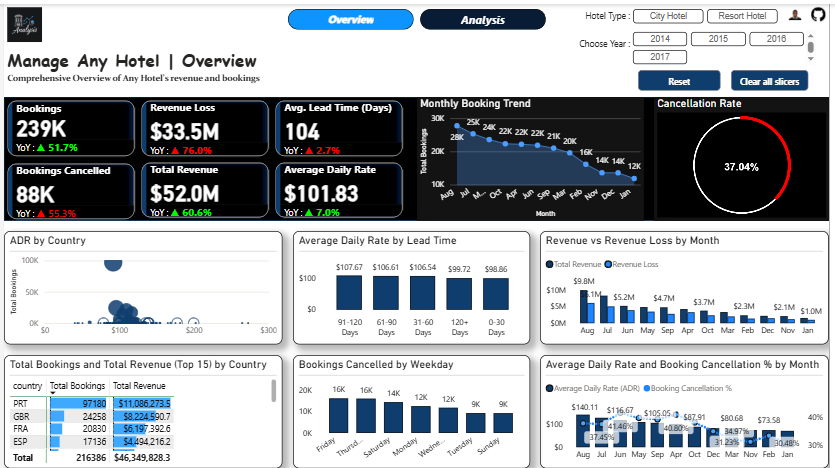 Analysis
Overview
Analysis
Hotel Type :
City Hotel
Resort Hotel
Choose Year :
2014
2015
2016
2017
Reset
Clear all slicers
Manage Any Hotel | Overview
Comprehensive Overview of Any Hotel's revenue and bookings
Bookings
239K
YoY : ▲ 51.7%
Revenue Loss
$33.5M
YoY : ▲ 76.0%
Avg. Lead Time (Days)
104
YoY : ▲ 2.7%
Bookings Cancelled
88K
YoY : ▲ 55.3%
Total Revenue
$52.0M
YoY : ▲ 60.6%
Average Daily Rate
$101.83
YoY : ▲ 7.0%
Monthly Booking Trend
Total Bookings
30K
20K
10K
28K
25K
24K
22K
22K
22K
21K
20K
16K
14K
14K
12K
Aug
July
M...
Oct
Apr
Jun
Sep
Mar
Feb
Nov
Dec
Jan
Month
Cancellation Rate
37.04%
ADR by Country
Total Bookings
100K
50K
0K
$0
$100
$200
$300
Average Daily Rate by Lead Time
$100
$0
$107.67
$106.61
$106.54
$99.72
$98.86
91-120 Days
61-90 Days
31-60 Days
120+ Days
0-30 Days
Revenue vs Revenue Loss by Month
Total Revenue
Revenue Loss
$10M
$5M
$0M
$9.8M
$5.2M
$4.7M
$3.7M
$2.3M
$2.1M
$1.0M
Aug
July
Jun
May
Sep
Apr
Oct
Mar
Feb
Dec
Nov
Jan
Total Bookings and Total Revenue (Top 15) by Country
country Total Bookings Total Revenue
PRT 97180 $11,086,273.5
GBR 24258 $8,224,590.7
FRA 20830 $6,197,392.6
ESP 17136 $4,494,216.2
Total 216386 $46,349,828.3
Bookings Cancelled by Weekday
20K
10K
0K
16K
16K
14K
12K
12K
9K
9K
Friday
Thursd...
Saturday
Monday
Wedne...
Tuesday
Sunday
Average Daily Rate and Booking Cancellation % by Month
Average Daily Rate (ADR)
Booking Cancellation %
$100
$0
40%
30%
$140.11
$116.67
$105.05
$87.91
$80.68
$73.58
37.45%
41.46%
40.80%
31.23%
34.97%
30.48%
Aug
July
Jun
May
Sep
Apr
Oct
Dec
Mar
Nov
Feb
Jan